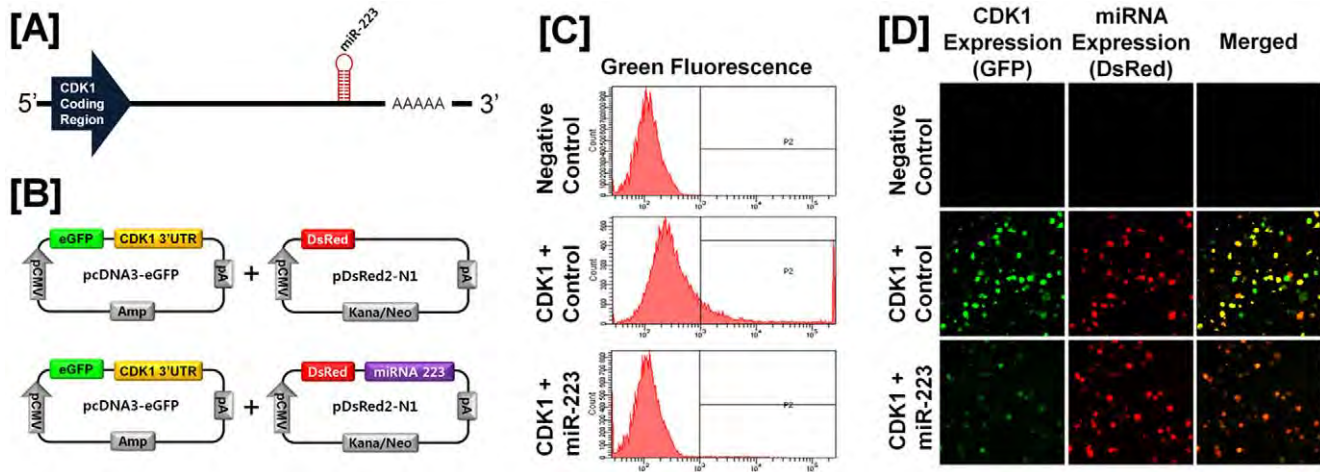 [A]
miR-223
5'
CDK1
Coding
Region
AAAAA
3'
[B]
eGFP
CDK1 3'UTR
pCMV
pcDNA3-eGFP
pA
Amp
+
DsRed
pCMV
pDsRed2-N1
pA
Kana/Neo
eGFP
CDK1 3'UTR
pCMV
pcDNA3-eGFP
pA
Amp
+
DsRed
miRNA 223
pCMV
pDsRed2-N1
pA
Kana/Neo
[C]
Green Fluorescence
Negative
Control
Count
P2
CDK1 +
Control
Count
P2
CDK1 +
miR-223
Count
P2
[D]
CDK1
Expression
(GFP)
miRNA
Expression
(DsRed)
Merged
Negative
Control
CDK1 +
Control
CDK1 +
miR-223